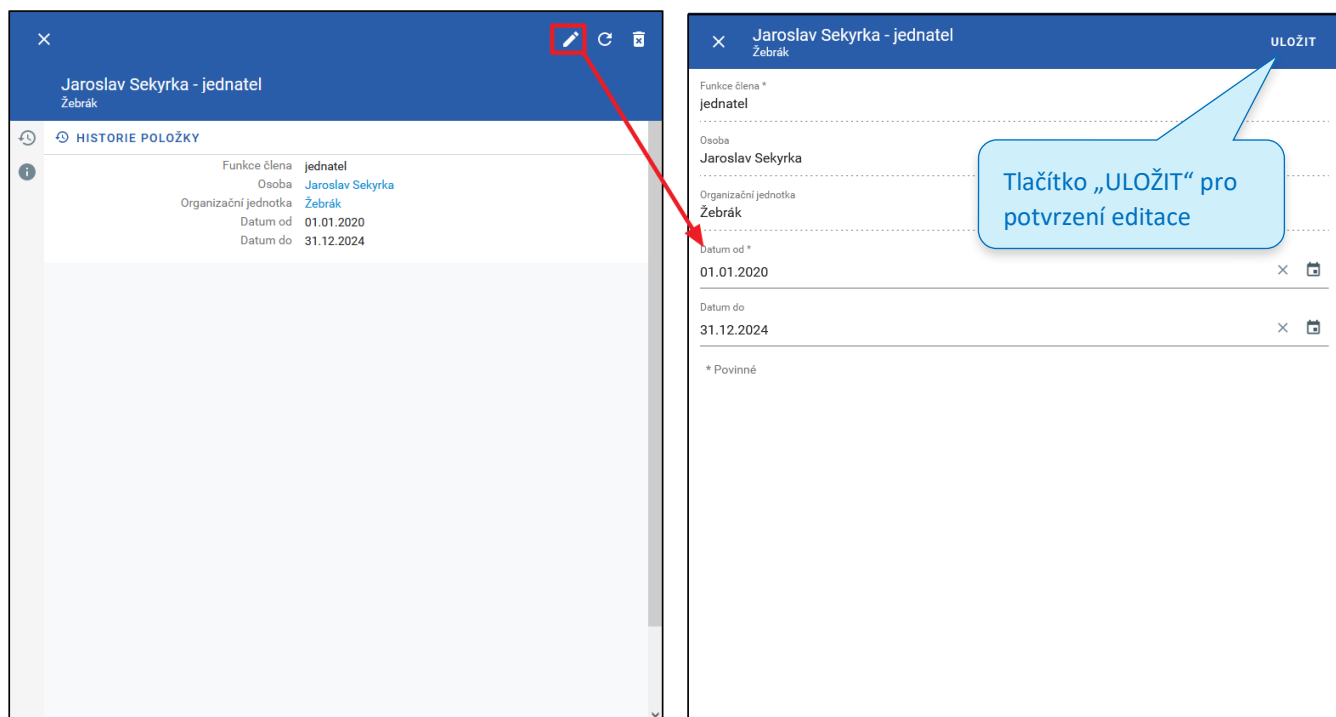 Jaroslav Sekyrka - jednatel
Žebrák
HISTORIE POLOŽKY
Funkce člena jednatel
Osoba Jaroslav Sekyrka
Organizační jednotka Žebrák
Datum od 01.01.2020
Datum do 31.12.2024
Jaroslav Sekyrka - jednatel
Žebrák
ULOŽIT
Funkce člena *
jednatel
Osoba
Jaroslav Sekyrka
Organizační jednotka
Žebrák
Datum od *
01.01.2020
Datum do
31.12.2024
* Povinné
Tlačítko „ULOŽIT“ pro
potvrzení editace